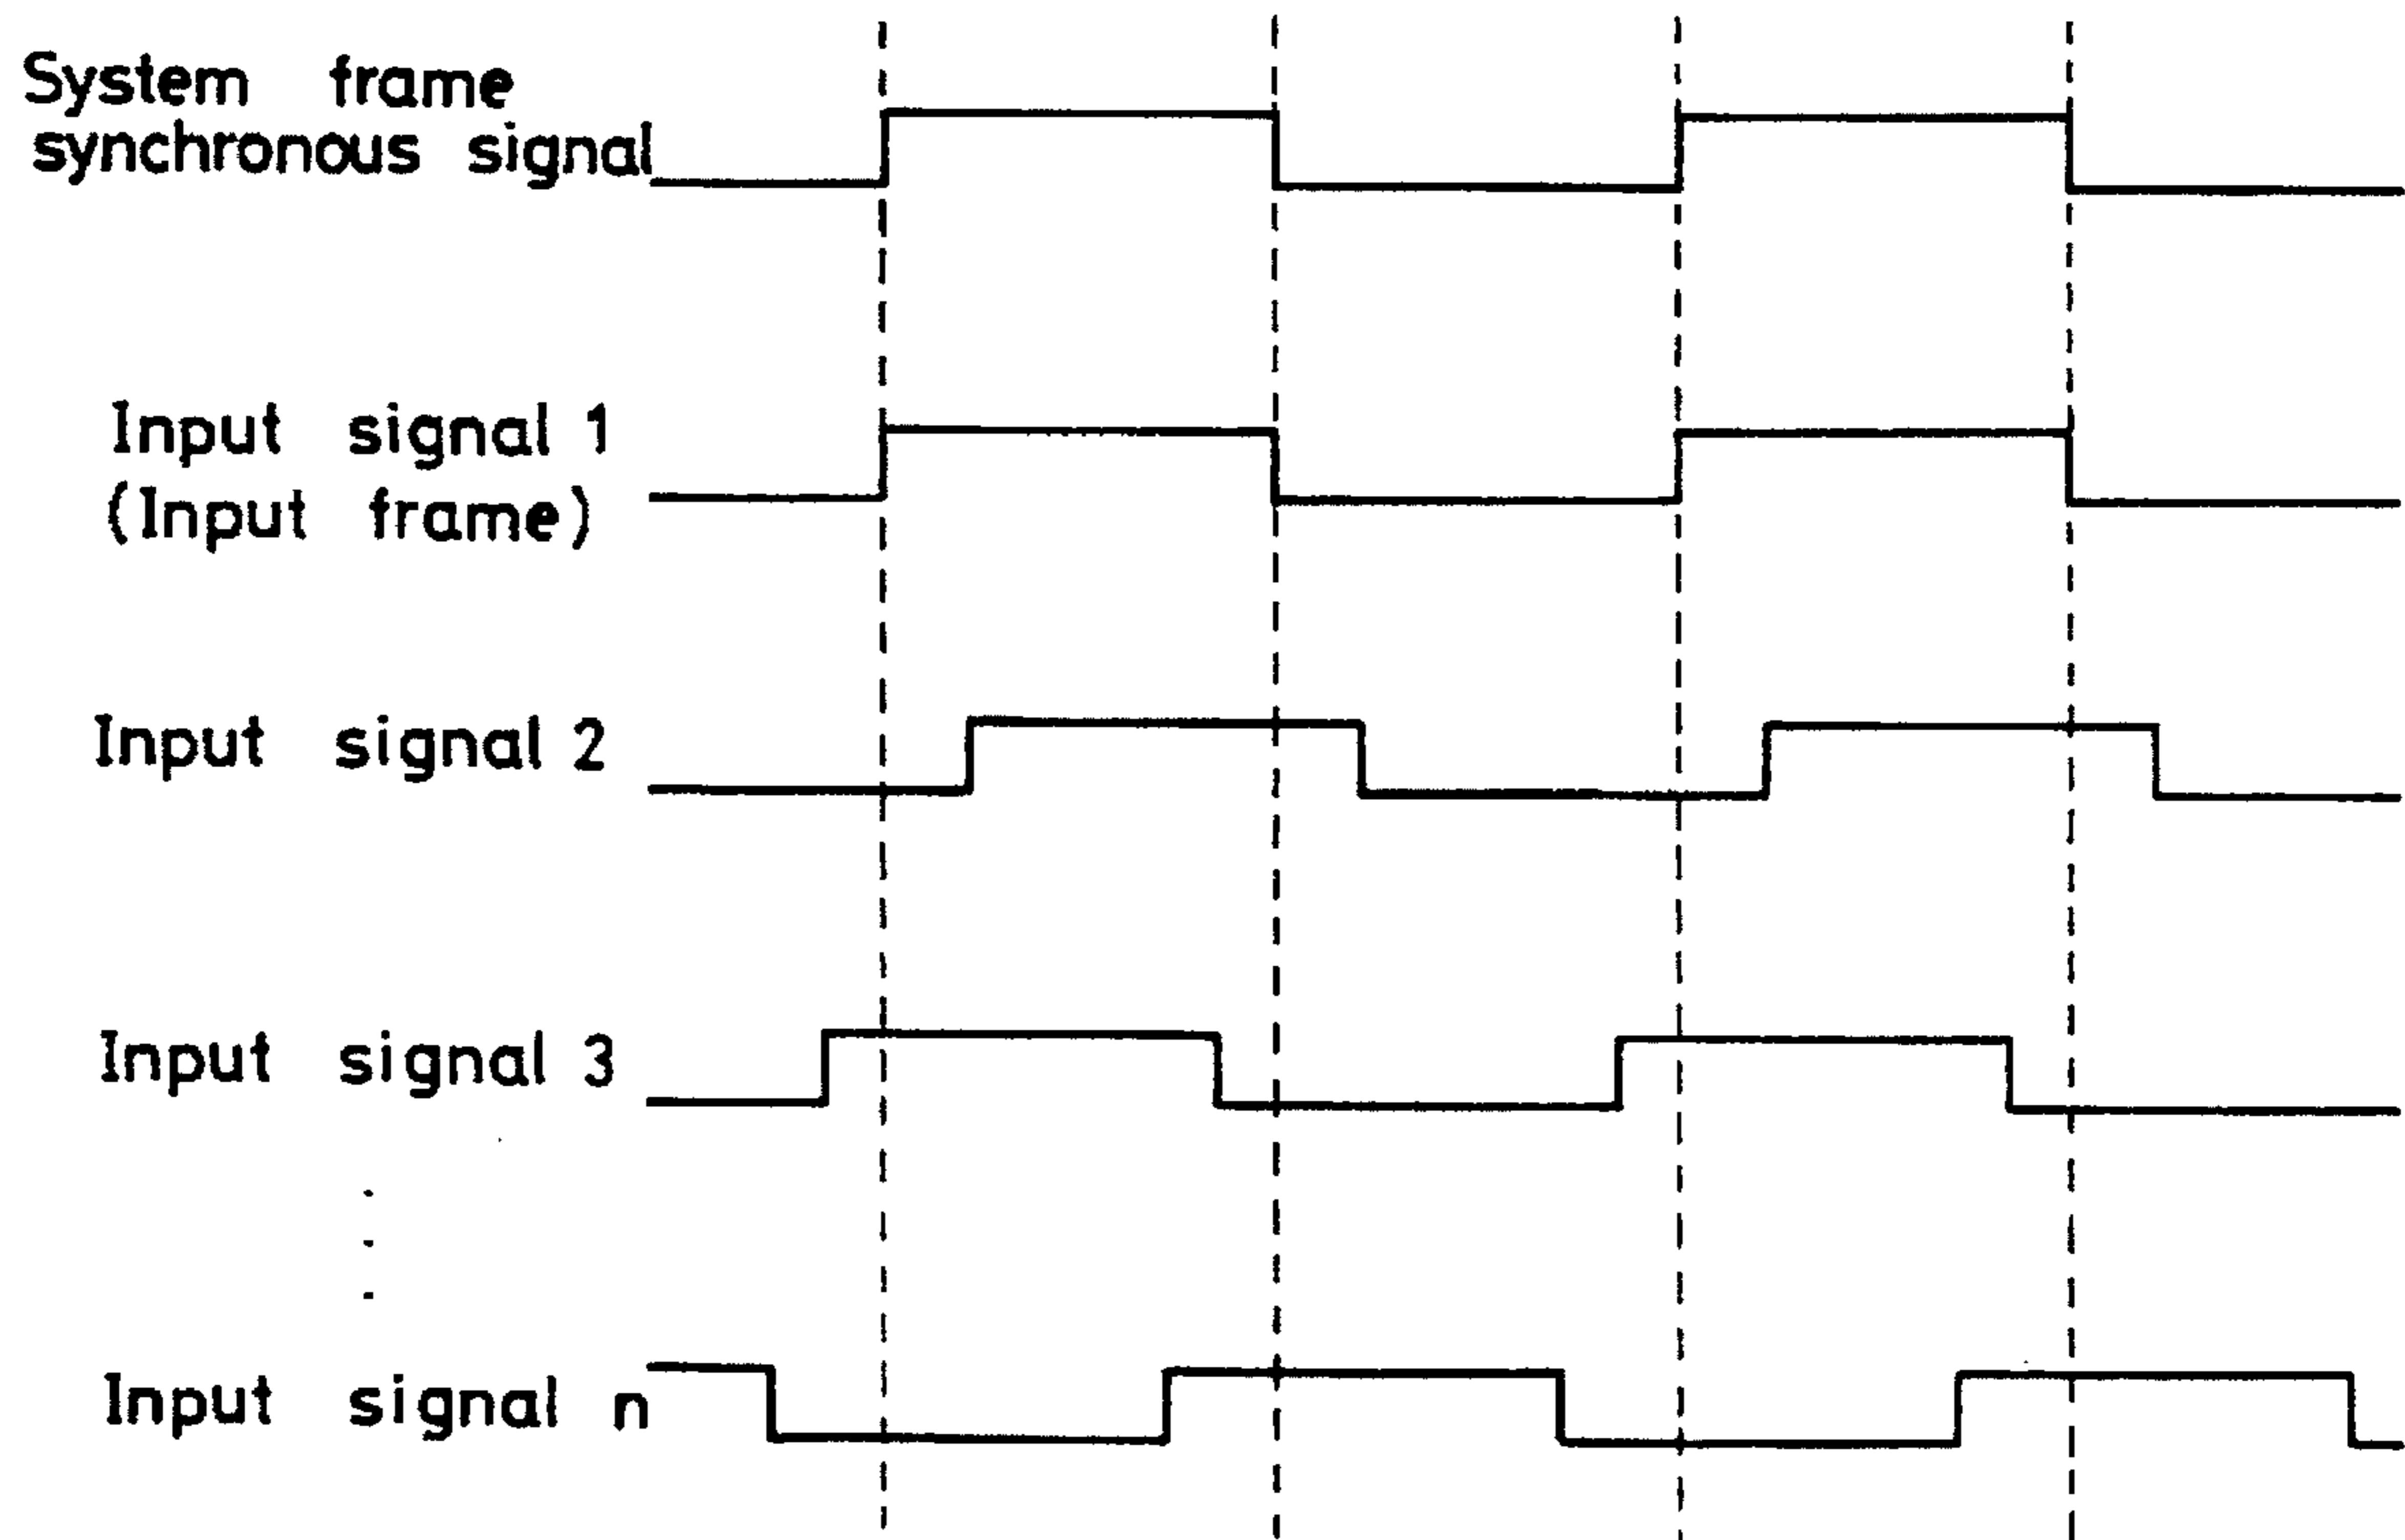 System frame
synchronous signal
Input signal 1
(Input frame)
Input signal 2
Input signal 3
Input signal n